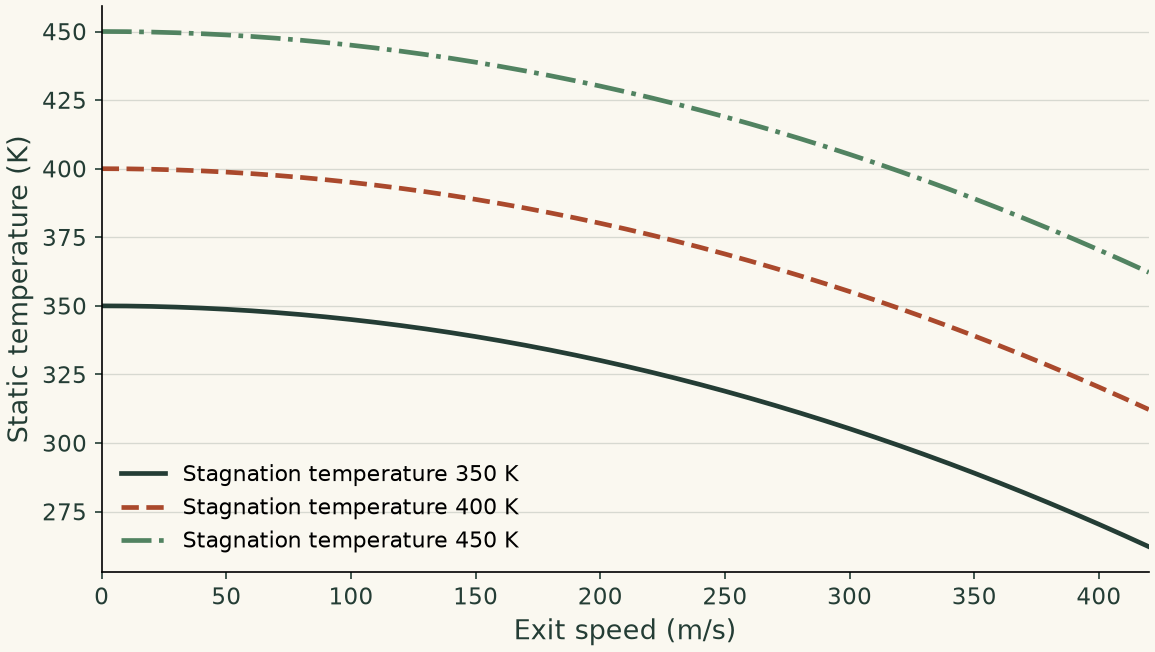 Static temperature (K)
450
425
400
375
350
325
300
275
Stagnation temperature 350 K
Stagnation temperature 400 K
Stagnation temperature 450 K
0 50 100 150 200 250 300 350 400
Exit speed (m/s)